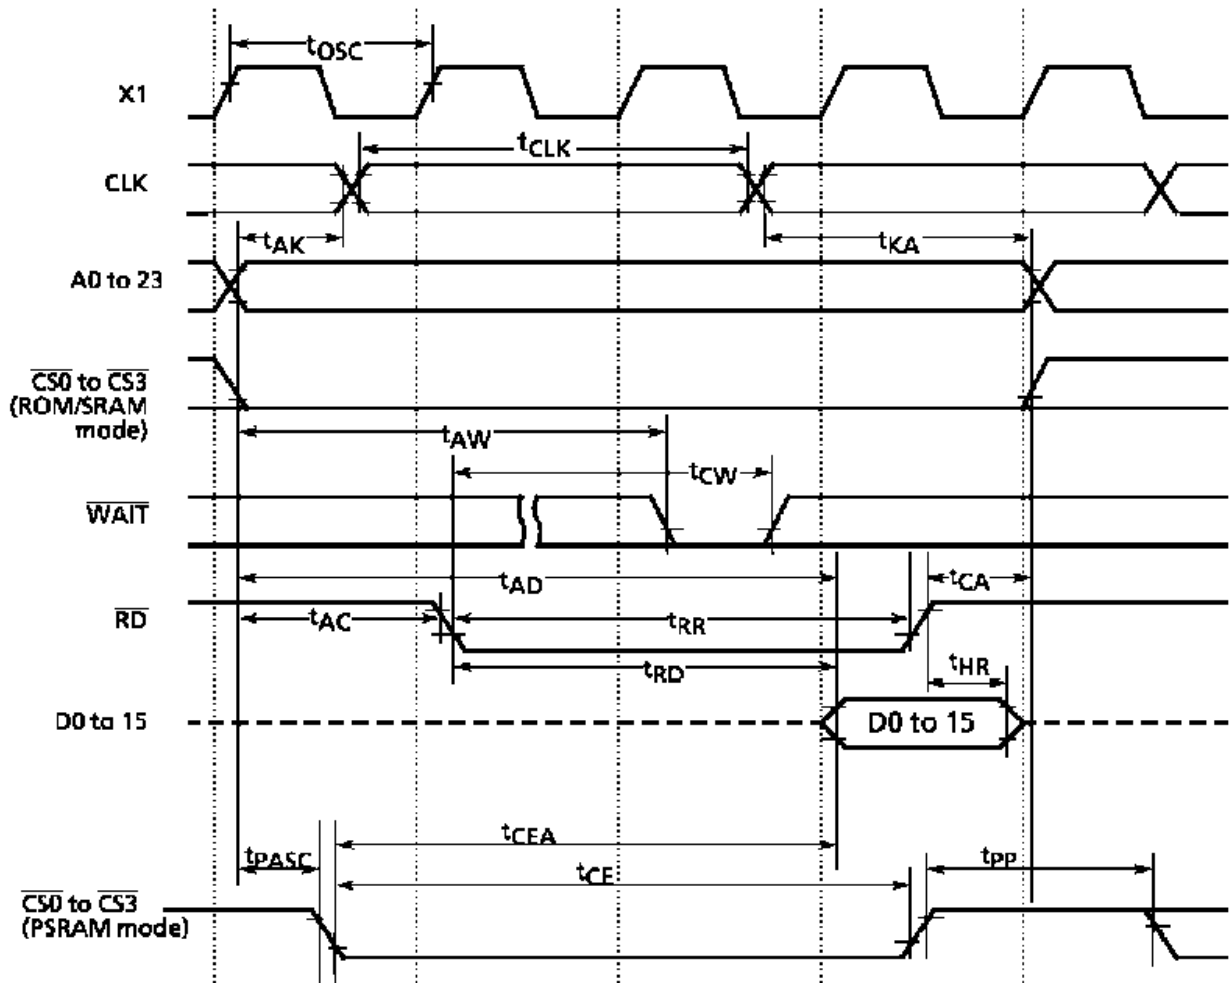 tOSC
X1
tCLK
CLK
tAK
tKA
A0 to 23
CS0 to CS3
(ROM/SRAM
mode)
tAW
tCW
WAIT
tAD
tCA
RD
tAC
tRR
tRD
tHR
D0 to 15
D0 to 15
tCEA
tPASC
tCE
tPP
CS0 to CS3
(PSRAM mode)